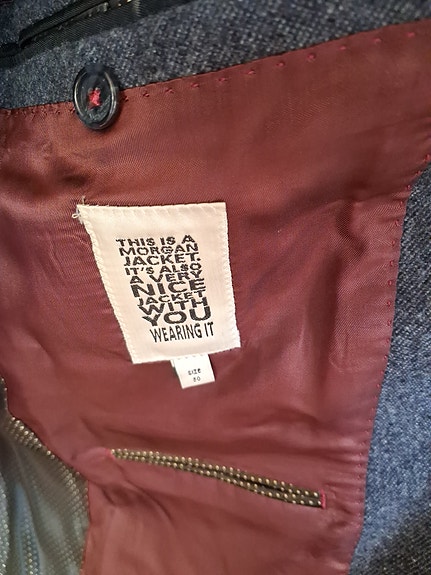 THIS IS A
MORGAN
JACKET.
IT'S ALSO
A VERY
NICE
JACKET
WITH
YOU
WEARING IT
SIZE
50